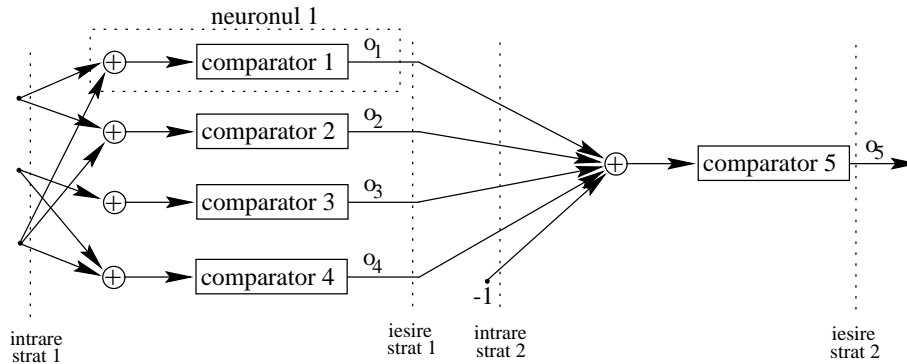 neuronul 1
comparator 1
o1
comparator 2
o2
comparator 3
o3
comparator 4
o4
-1
comparator 5
o5
intrare
strat 1
iesire
strat 1
intrare
strat 2
iesire
strat 2